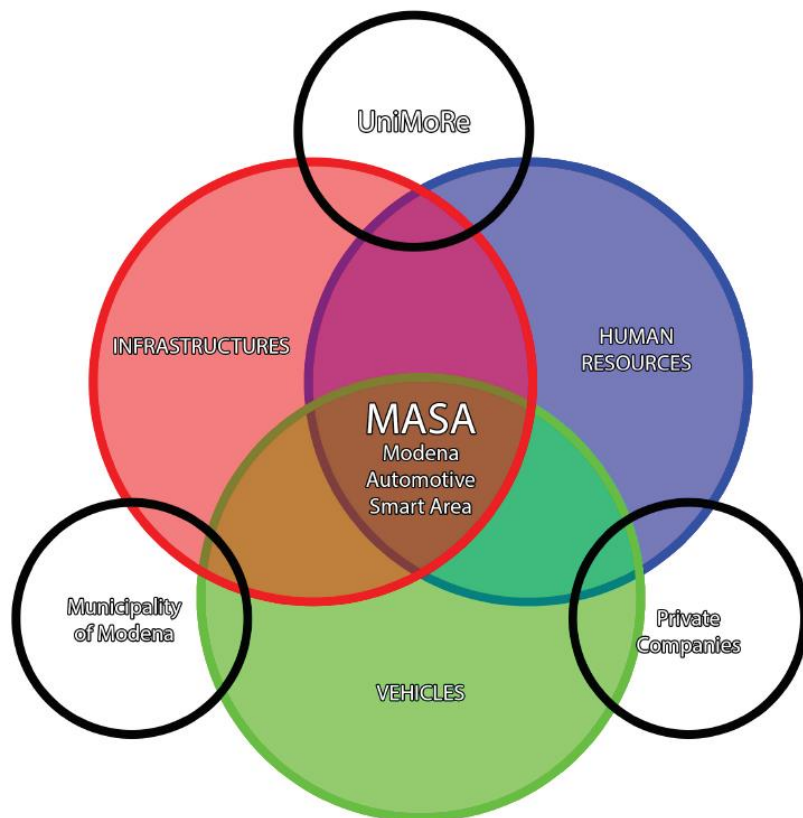 UniMoRe
INFRASTRUCTURES
HUMAN
RESOURCES
MASA
Modena
Automotive
Smart Area
Municipality
of Modena
Private
Companies
VEHICLES